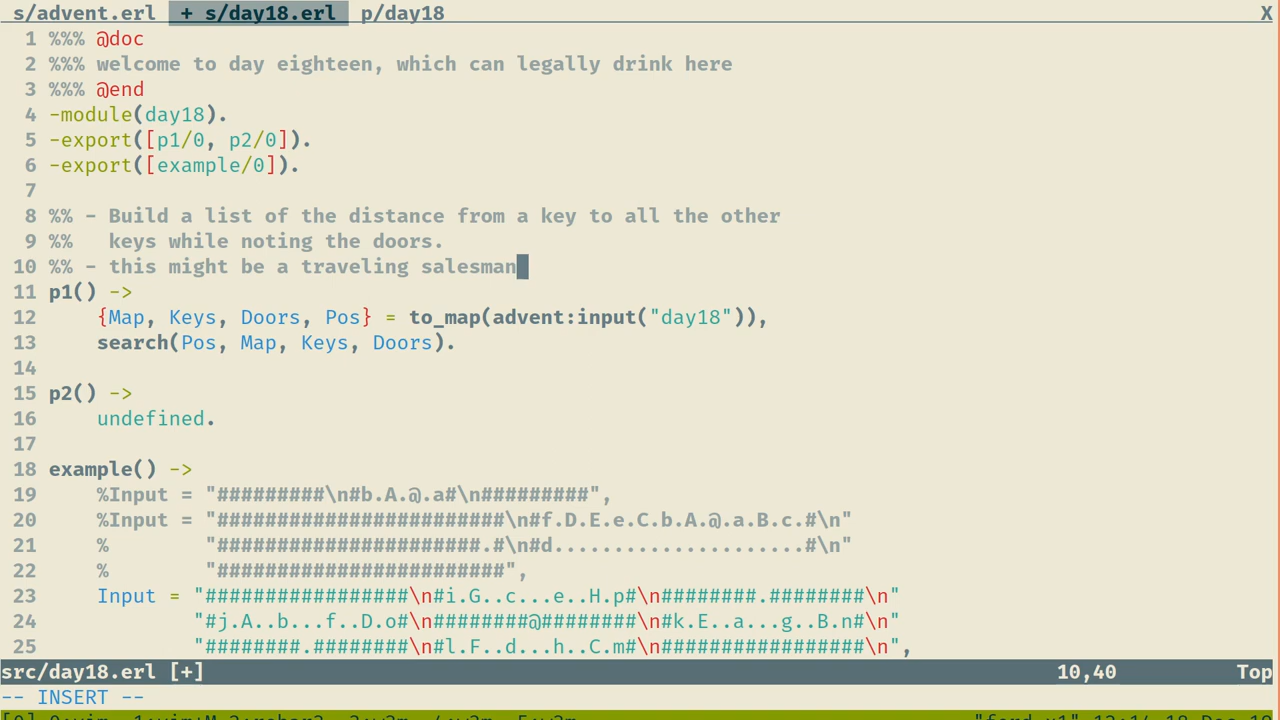 s/advent.erl + s/day18.erl p/day18 X
1 %%% @doc
2 %%% welcome to day eighteen, which can legally drink here
3 %%% @end
4 -module(day18).
5 -export([p1/0, p2/0]).
6 -export([example/0]).
7
8 %% - Build a list of the distance from a key to all the other
9 %%   keys while noting the doors.
10 %% - this might be a traveling salesman
11 p1() ->
12     {Map, Keys, Doors, Pos} = to_map(advent:input("day18")),
13     search(Pos, Map, Keys, Doors).
14
15 p2() ->
16     undefined.
17
18 example() ->
19     %Input = "#########\n#b.A.@.a#\n#########",
20     %Input = "########################\n#f.D.E.e.C.b.A.@.a.B.c.#\n"
21     %        "######################.#\n#d.....................#\n"
22     %        "########################",
23     Input = "#################\n#i.G..c...e..H.p#\n########.########\n"
24             "#j.A..b...f..D.o#\n########@########\n#k.E..a...g..B.n#\n"
25             "########.########\n#l.F..d...h..C.m#\n#################\n",
src/day18.erl [+] 10,40 Top
-- INSERT --